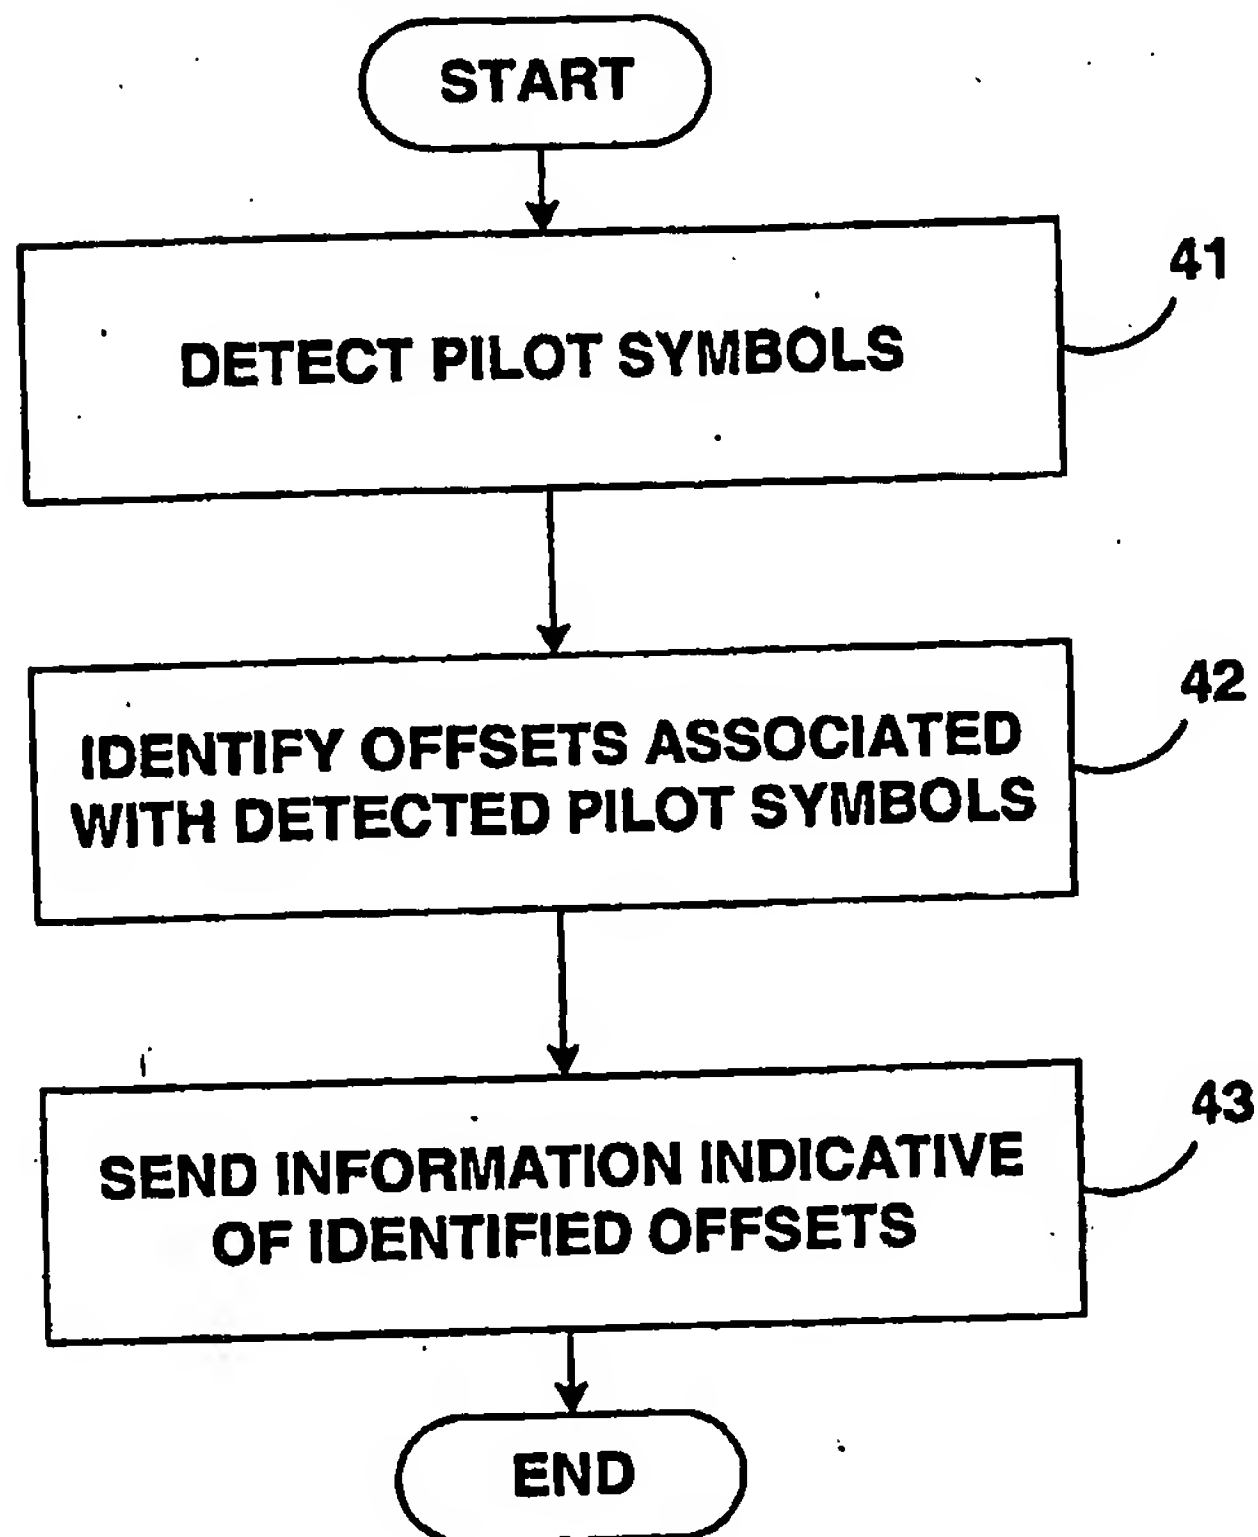 START
41
DETECT PILOT SYMBOLS
42
IDENTIFY OFFSETS ASSOCIATED
WITH DETECTED PILOT SYMBOLS
43
SEND INFORMATION INDICATIVE
OF IDENTIFIED OFFSETS
END